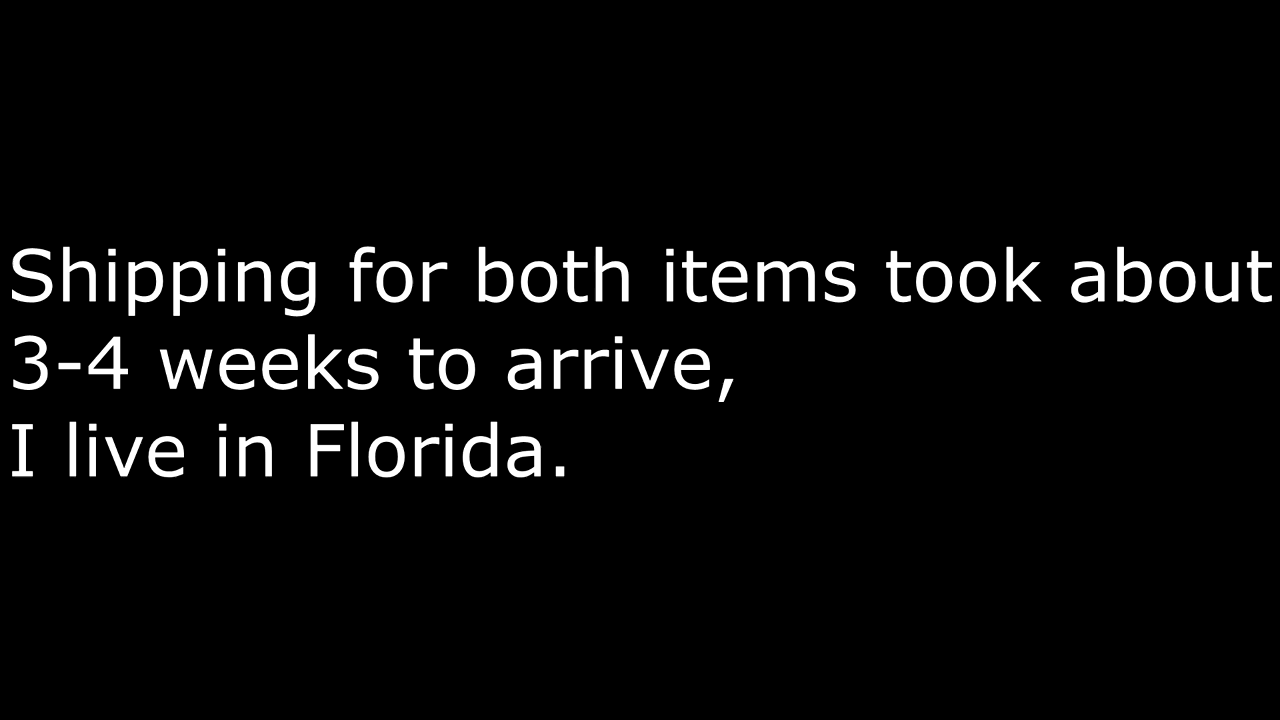 Shipping for both items took about
3-4 weeks to arrive,
I live in Florida.